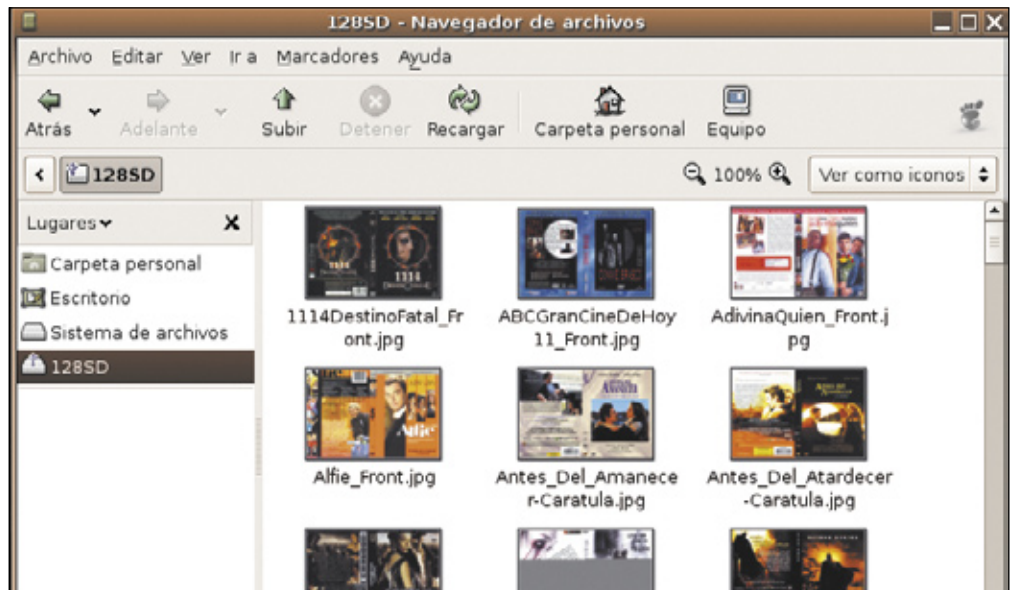 128SD - Navegador de archivos
Archivo Editar Ver Ir a Marcadores Ayuda
Atrás Adelante Subir Detener Recargar Carpeta personal Equipo
128SD 100% Ver como iconos
Lugares
Carpeta personal
Escritorio
Sistema de archivos
128SD
1114DestinoFatal_Fr
ont.jpg
ABCGranCineDeHoy
11_Front.jpg
AdivinaQuien_Front.j
pg
Alfie_Front.jpg
Antes_Del_Amanece
r-Caratula.jpg
Antes_Del_Atardecer
-Caratula.jpg